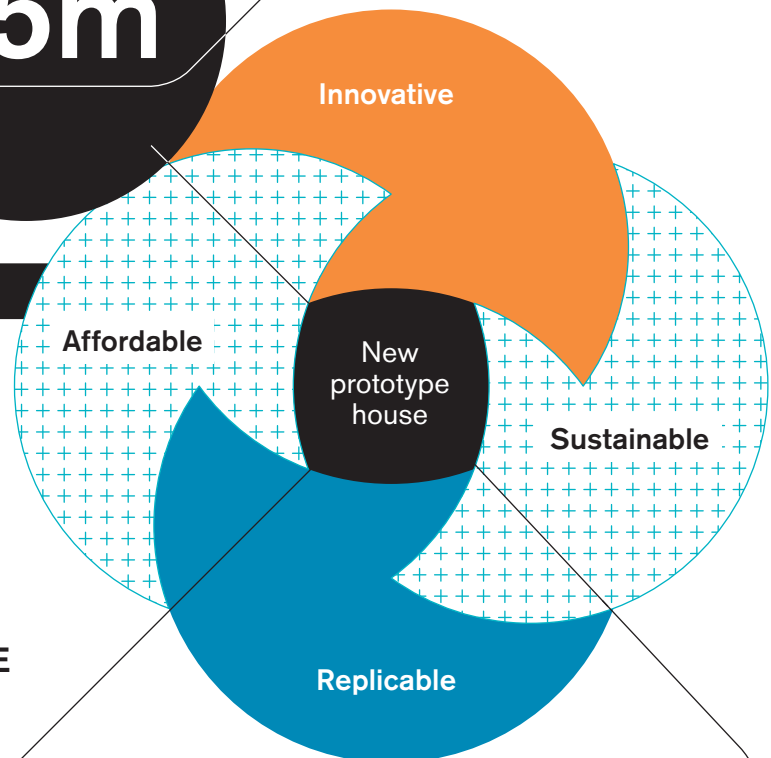 5m
Innovative
Affordable
New
prototype
house
Sustainable
E
Replicable